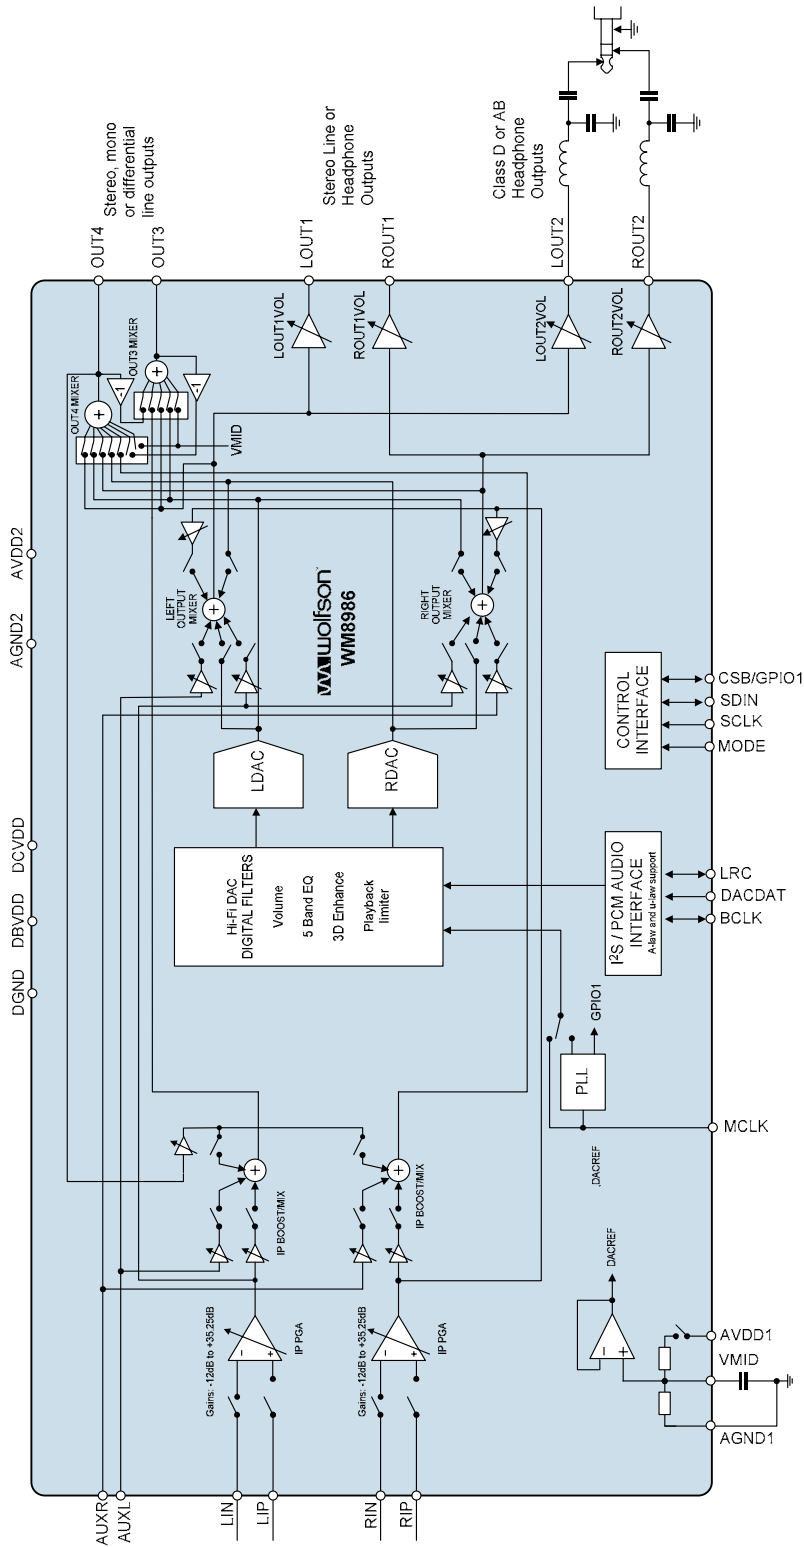 Stereo, mono
or differential
line outputs
OUT4
OUT3
Stereo Line or
Headphone
Outputs
LOUT1
ROUT1
Class D or AB
Headphone
Outputs
LOUT2
ROUT2
OUT4 MIXER
OUT3 MIXER
-1
-1
+
+
VMID
LOUT1VOL
ROUT1VOL
LOUT2VOL
ROUT2VOL
AVDD2
AGND2
DCVDD
DBVDD
DGND
LEFT
OUTPUT
MIXER
+
wolfson
WM8986
RIGHT
OUTPUT
MIXER
+
LDAC
RDAC
Hi-Fi DAC
DIGITAL FILTERS
Volume
5 Band EQ
3D Enhance
Playback
limiter
CONTROL
INTERFACE
CSB/GPIO1
SDIN
SCLK
MODE
I²S / PCM AUDIO
INTERFACE
A-law and u-law support
LRC
DACDAT
BCLK
PLL
GPIO1
MCLK
DACREF
+
IP BOOST/MIX
+
IP BOOST/MIX
Gains: -12dB to +35.25dB
−
+
IP PGA
Gains: -12dB to +35.25dB
−
+
IP PGA
DACREF
−
+
AVDD1
VMID
AGND1
AUXR
AUXL
LIN
LIP
RIN
RIP